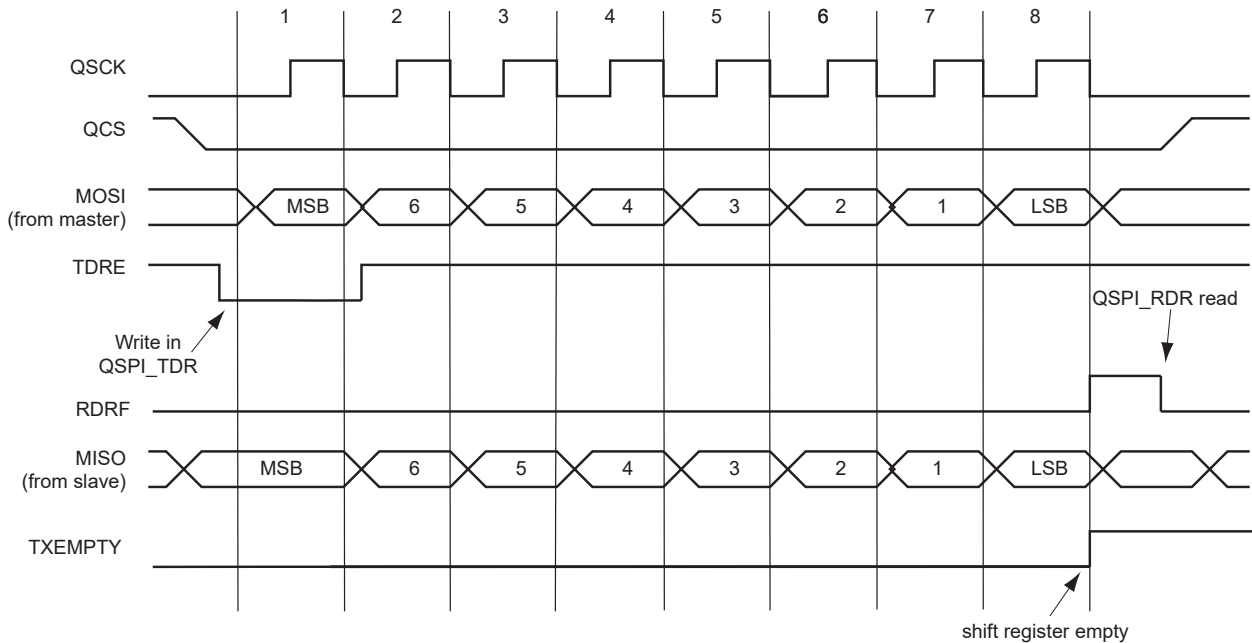 1 2 3 4 5 6 7 8
QSCK
QCS
MOSI
(from master)
MSB 6 5 4 3 2 1 LSB
TDRE
QSPI_RDR read
Write in
QSPI_TDR
RDRF
MISO
(from slave)
MSB 6 5 4 3 2 1 LSB
TXEMPTY
shift register empty